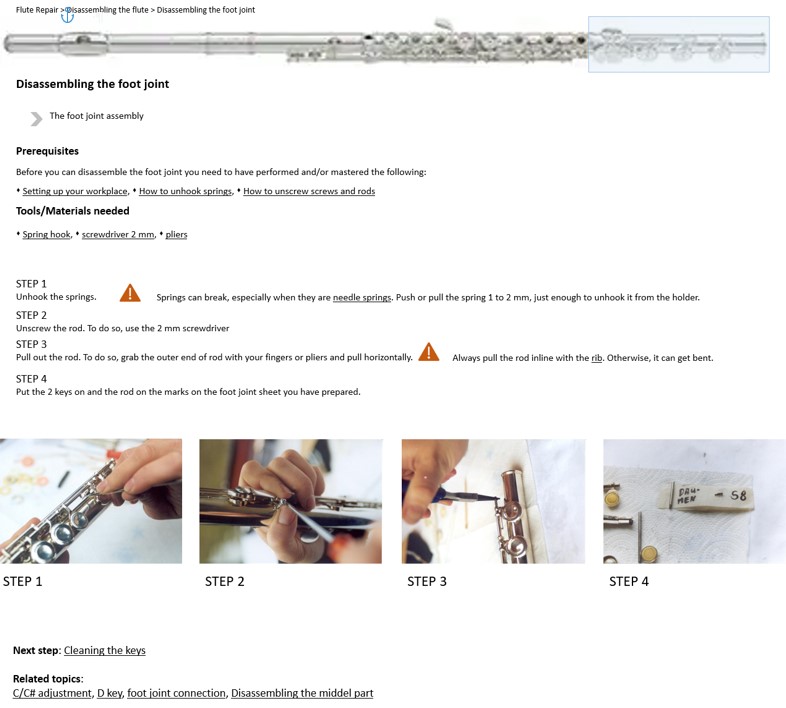 Flute Repair > Disassembling the flute > Disassembling the foot joint
Disassembling the foot joint
The foot joint assembly
Prerequisites
Before you can disassemble the foot joint you need to have performed and/or mastered the following:
• Setting up your workplace, • How to unhook springs, • How to unscrew screws and rods
Tools/Materials needed
• Spring hook, • screwdriver 2 mm, • pliers
STEP 1
Unhook the springs. Springs can break, especially when they are needle springs. Push or pull the spring 1 to 2 mm, just enough to unhook it from the holder.
STEP 2
Unscrew the rod. To do so, use the 2 mm screwdriver
STEP 3
Pull out the rod. To do so, grab the outer end of rod with your fingers or pliers and pull horizontally. Always pull the rod inline with the rib. Otherwise, it can get bent.
STEP 4
Put the 2 keys on and the rod on the marks on the foot joint sheet you have prepared.
DAU-
MEN
58
STEP 1
STEP 2
STEP 3
STEP 4
Next step: Cleaning the keys
Related topics:
C/C# adjustment, D key, foot joint connection, Disassembling the middel part